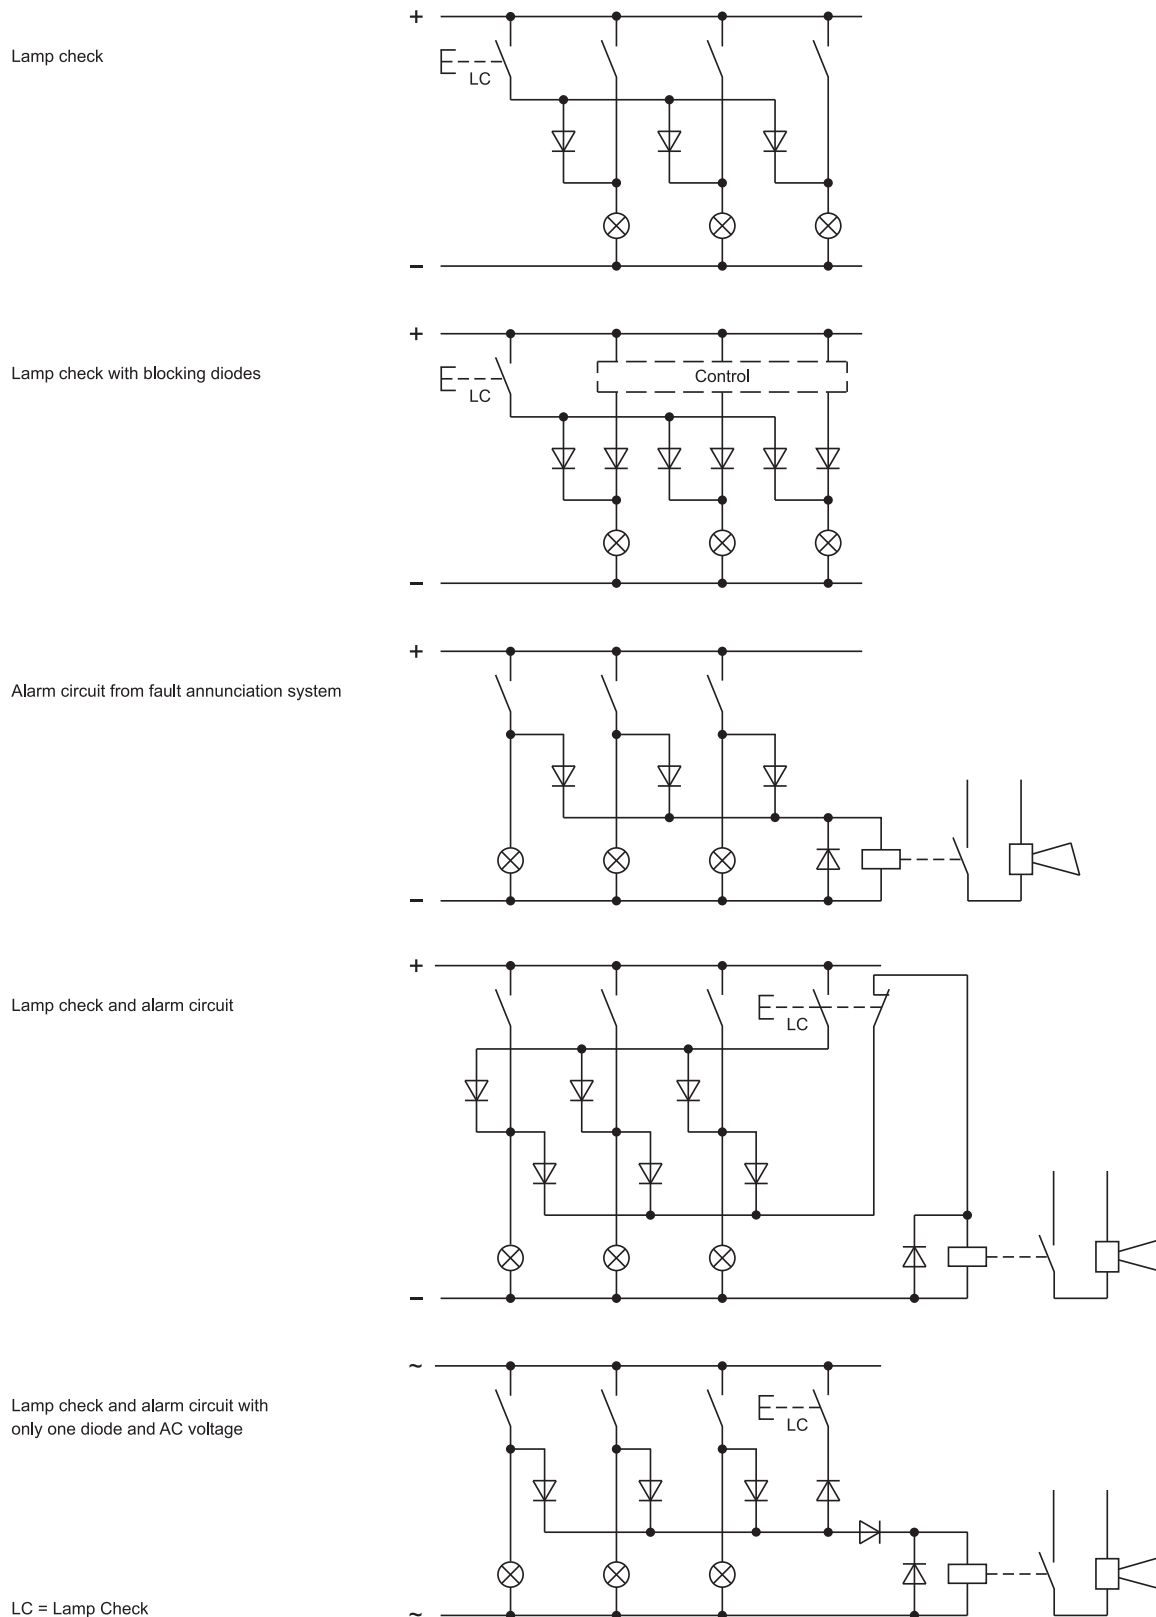 +
Lamp check
LC
−
+
Lamp check with blocking diodes
Control
LC
−
+
Alarm circuit from fault annunciation system
−
+
Lamp check and alarm circuit
LC
−
~
Lamp check and alarm circuit with
only one diode and AC voltage
LC
LC = Lamp Check
~